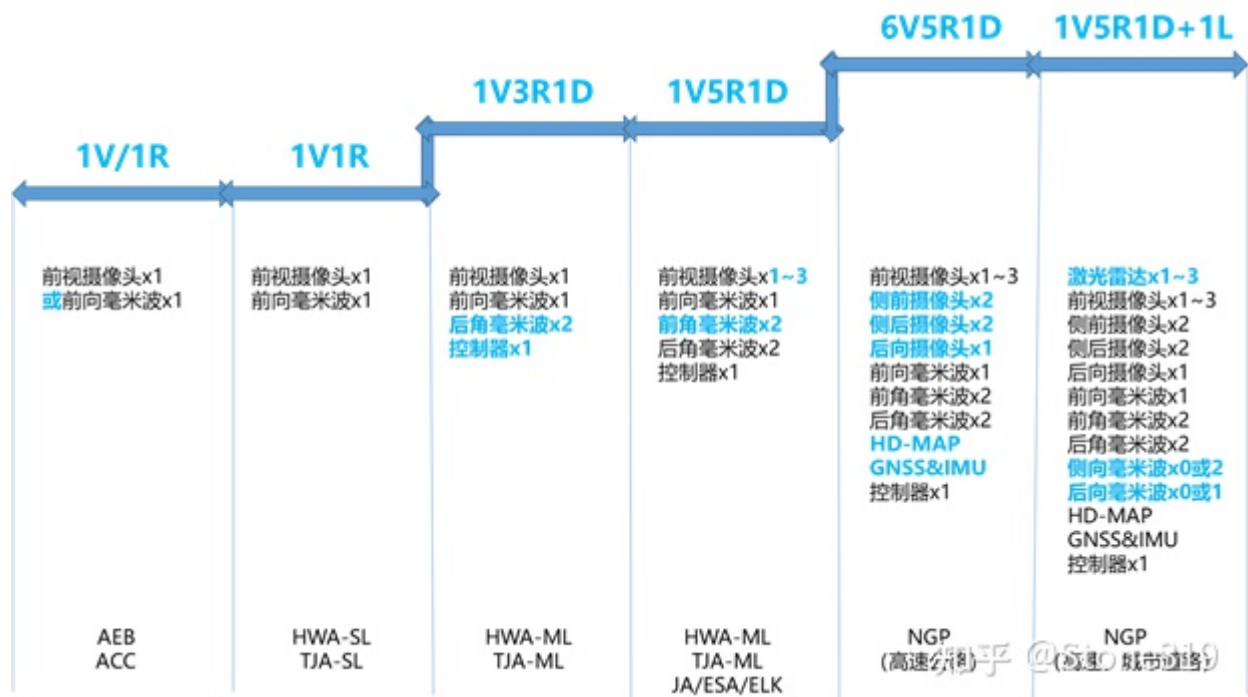 6V5R1D
1V5R1D+1L
1V3R1D
1V5R1D
1V/1R
1V1R
前视摄像头x1
或前向毫米波x1
前视摄像头x1
前向毫米波x1
前视摄像头x1
前向毫米波x1
后角毫米波x2
控制器x1
前视摄像头x1~3
前向毫米波x1
前角毫米波x2
后角毫米波x2
控制器x1
前视摄像头x1~3
侧前摄像头x2
侧后摄像头x2
后向摄像头x1
前向毫米波x1
前角毫米波x2
后角毫米波x2
HD-MAP
GNSS&IMU
控制器x1
激光雷达x1~3
前视摄像头x1~3
侧前摄像头x2
侧后摄像头x2
后向摄像头x1
前向毫米波x1
前角毫米波x2
后角毫米波x2
侧向毫米波x0或2
后向毫米波x0或1
HD-MAP
GNSS&IMU
控制器x1
AEB
ACC
HWA-SL
TJA-SL
HWA-ML
TJA-ML
HWA-ML
TJA-ML
JA/ESA/ELK
NGP
(高速公路)
NGP
(高速、城市道路)